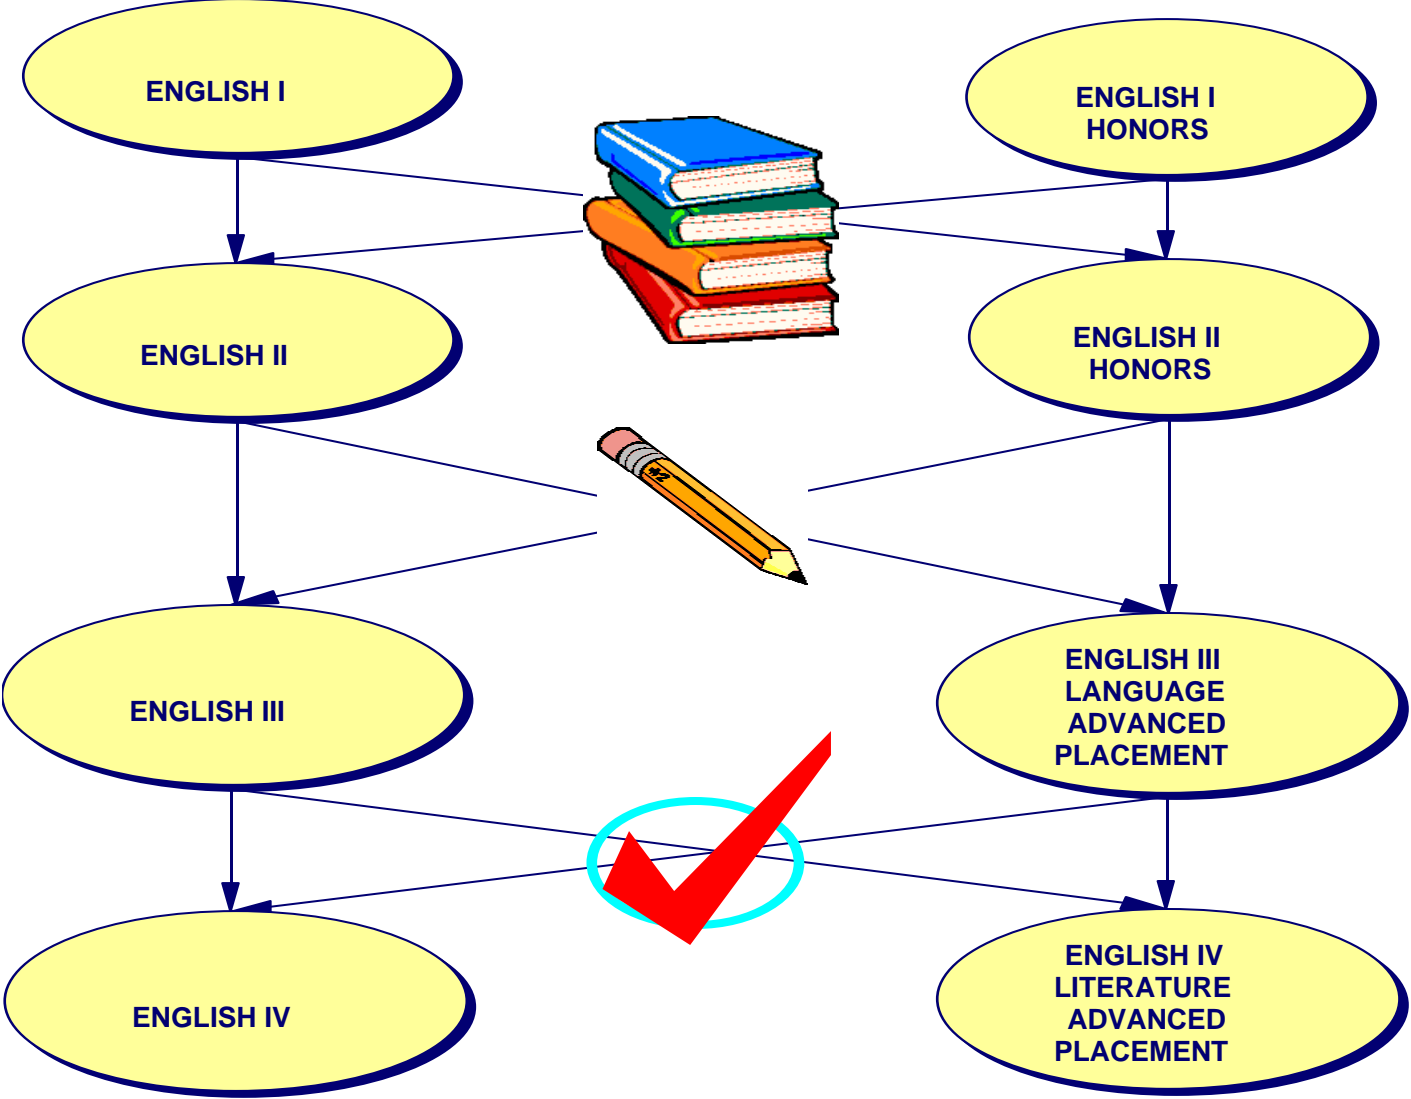 ENGLISH I
ENGLISH I
HONORS
ENGLISH II
ENGLISH II
HONORS
ENGLISH III
ENGLISH III
LANGUAGE
ADVANCED
PLACEMENT
ENGLISH IV
ENGLISH IV
LITERATURE
ADVANCED
PLACEMENT